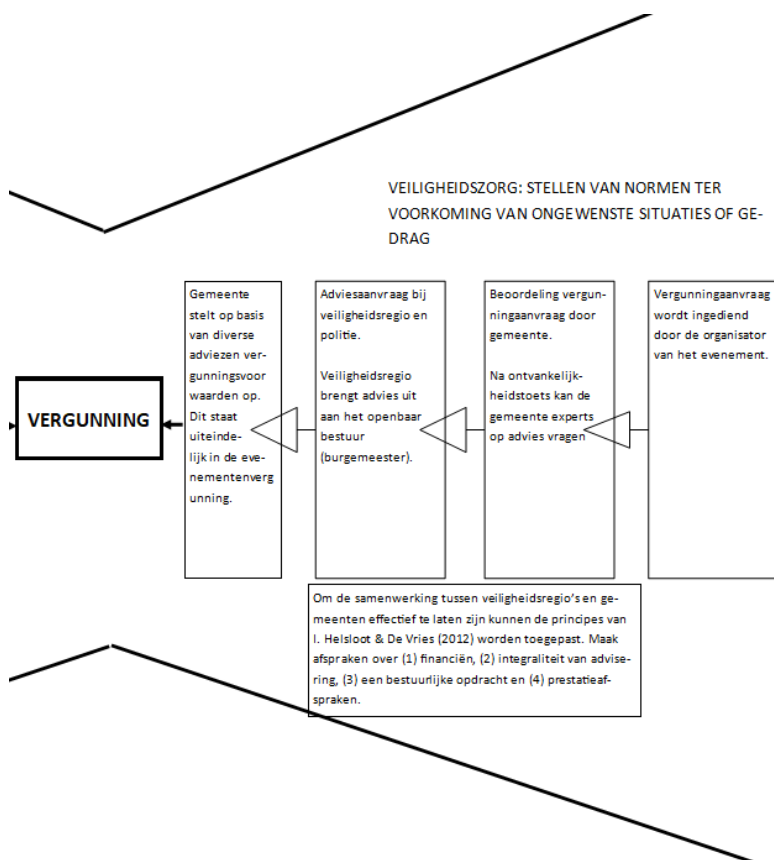 VEILIGHEIDSZORG: STELLEN VAN NORMEN TER
VOORKOMING VAN ONGEWENSTE SITUATIES OF GE-
DRAG
VERGUNNING
Gemeente
stelt op basis
van diverse
adviezen ver-
gunningsvoor
waarden op.
Dit staat
uiteinde-
lijk in de eve-
nementenverg
unning.
Adviesaanvraag bij
veiligheidsregio en
politie.
Veiligheidsregio
brengt advies uit
aan het openbaar
bestuur
(burgemeester).
Beoordeling vergun-
ningaanvraag door
gemeente.
Na ontvankelijk-
heidstoets kan de
gemeente experts
op advies vragen
Vergunningaanvraag
wordt ingediend
door de organisator
van het evenement.
Om de samenwerking tussen veiligheidsregio's en ge-
meenten effectief te laten zijn kunnen de principes van
I. Helsloot & De Vries (2012) worden toegepast. Maak
afspraken over (1) financiën, (2) integraliteit van advise-
ring, (3) een bestuurlijke opdracht en (4) prestatieaf-
spraken.